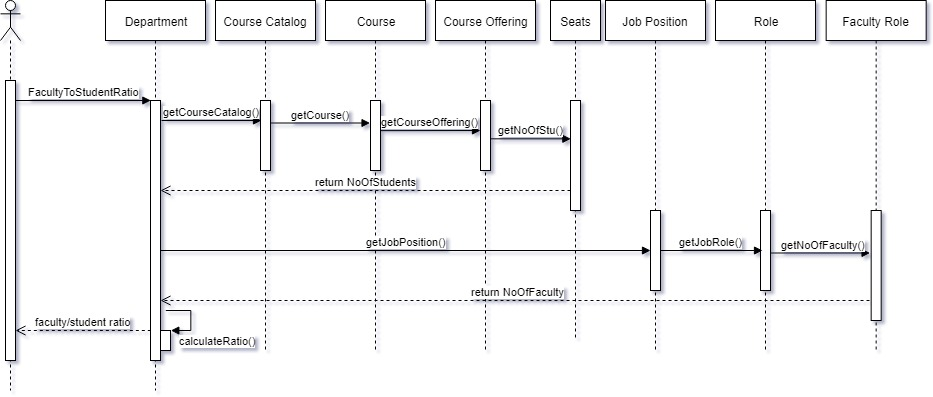 Department
Course Catalog
Course
Course Offering
Seats
Job Position
Role
Faculty Role
FacultyToStudentRatio
getCourseCatalog()
getCourse()
getCourseOffering()
getNoOfStu()
return NoOfStudents
getJobPosition()
getJobRole()
getNoOfFaculty()
return NoOfFaculty
faculty/student ratio
calculateRatio()